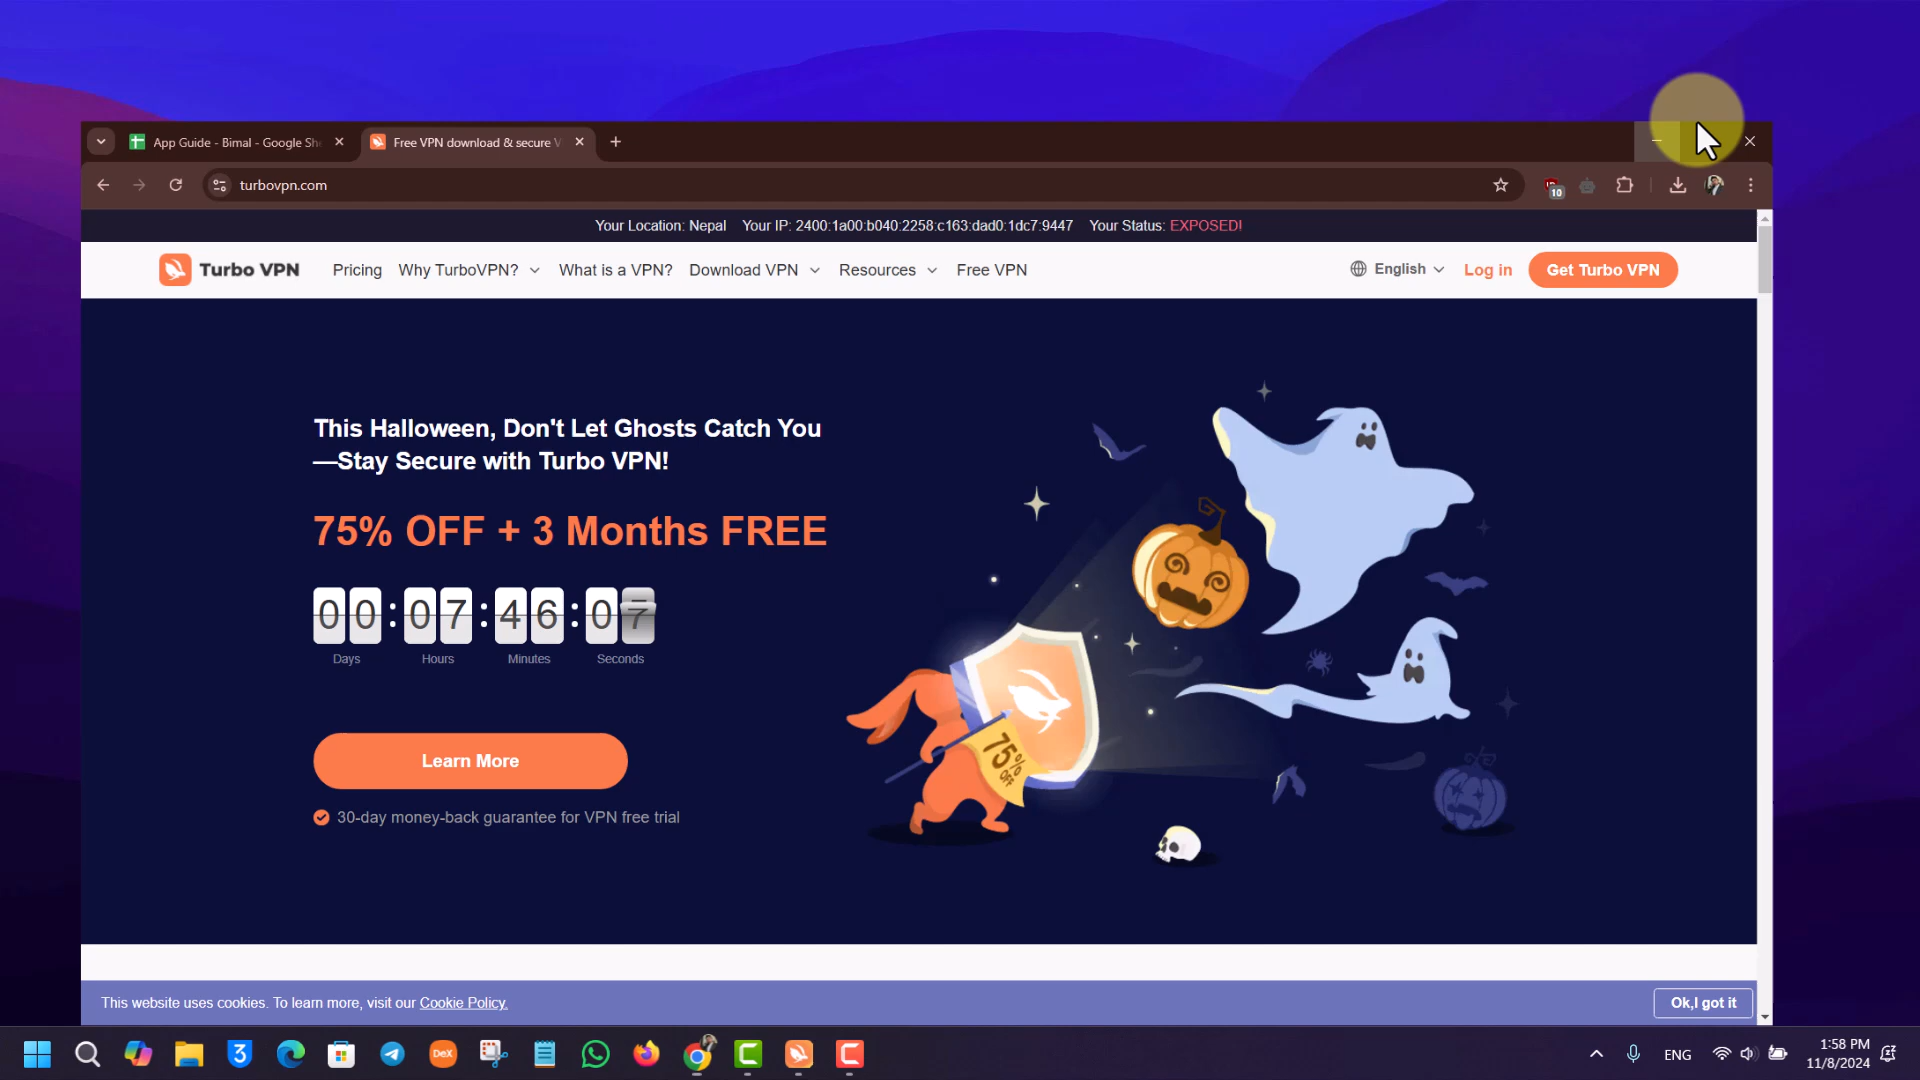 App Guide - Bimal - Google She
Free VPN download & secure V
turbovpn.com
10
Your Location: Nepal Your IP: 2400:1a00:b040:2258:c163:dad0:1dc7:9447 Your Status: EXPOSED!
Turbo VPN
Pricing Why TurboVPN? What is a VPN? Download VPN Resources Free VPN
English Log in Get Turbo VPN
This Halloween, Don't Let Ghosts Catch You
—Stay Secure with Turbo VPN!
75% OFF + 3 Months FREE
00:07:46:07
Days Hours Minutes Seconds
75% OFF
Learn More
30-day money-back guarantee for VPN free trial
This website uses cookies. To learn more, visit our Cookie Policy.
Ok,I got it
3
DeX
ENG
1:58 PM
11/8/2024